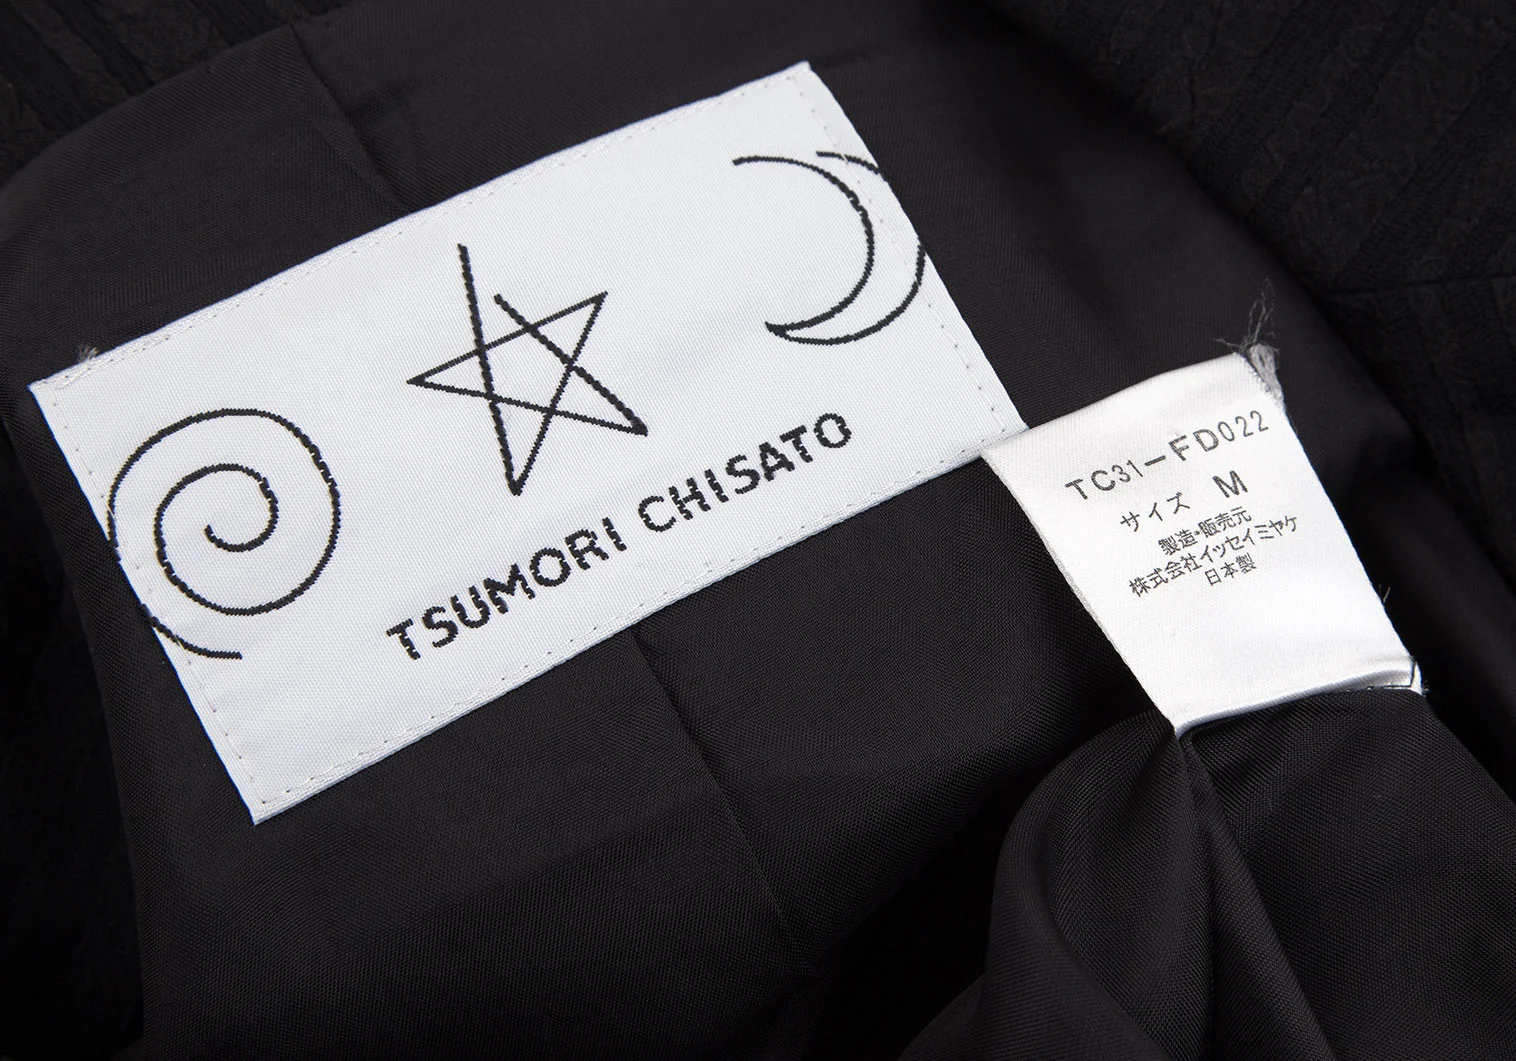 TSUMORI CHISATO
TC31-FD022
サイズ M
製造・販売元
株式会社イッセイミヤケ
日本製